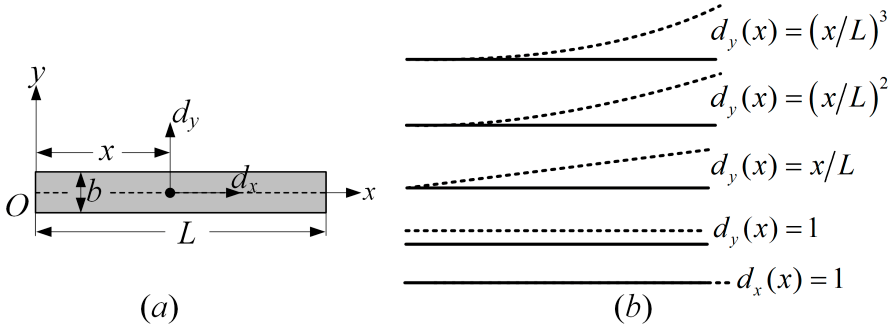 y
d_y
x
b
d_x
x
O
L
(a)
d_y(x) = (x/L)^3
d_y(x) = (x/L)^2
d_y(x) = x/L
d_y(x) = 1
d_x(x) = 1
(b)